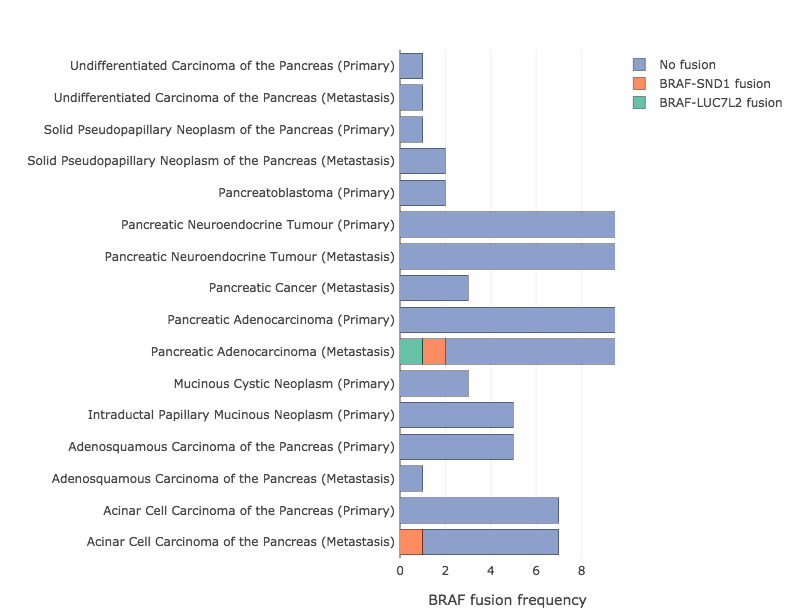 Undifferentiated Carcinoma of the Pancreas (Primary)
Undifferentiated Carcinoma of the Pancreas (Metastasis)
Solid Pseudopapillary Neoplasm of the Pancreas (Primary)
Solid Pseudopapillary Neoplasm of the Pancreas (Metastasis)
Pancreatoblastoma (Primary)
Pancreatic Neuroendocrine Tumour (Primary)
Pancreatic Neuroendocrine Tumour (Metastasis)
Pancreatic Cancer (Metastasis)
Pancreatic Adenocarcinoma (Primary)
Pancreatic Adenocarcinoma (Metastasis)
Mucinous Cystic Neoplasm (Primary)
Intraductal Papillary Mucinous Neoplasm (Primary)
Adenosquamous Carcinoma of the Pancreas (Primary)
Adenosquamous Carcinoma of the Pancreas (Metastasis)
Acinar Cell Carcinoma of the Pancreas (Primary)
Acinar Cell Carcinoma of the Pancreas (Metastasis)
0 2 4 6 8
BRAF fusion frequency
No fusion
BRAF-SND1 fusion
BRAF-LUC7L2 fusion